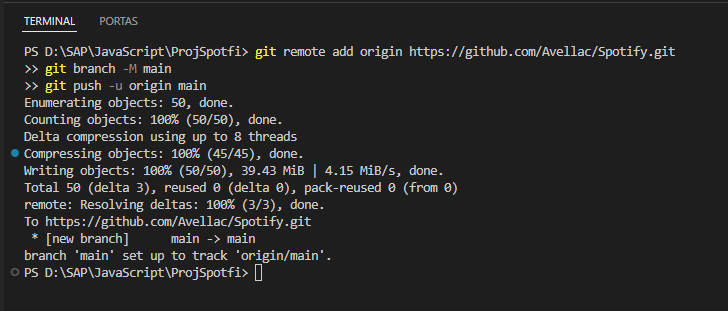 TERMINAL PORTAS
PS D:\SAP\JavaScript\ProjSpotfi> git remote add origin https://github.com/Avellac/Spotify.git
>> git branch -M main
>> git push -u origin main
Enumerating objects: 50, done.
Counting objects: 100% (50/50), done.
Delta compression using up to 8 threads
Compressing objects: 100% (45/45), done.
Writing objects: 100% (50/50), 39.43 MiB | 4.15 MiB/s, done.
Total 50 (delta 3), reused 0 (delta 0), pack-reused 0 (from 0)
remote: Resolving deltas: 100% (3/3), done.
To https://github.com/Avellac/Spotify.git
 * [new branch]      main -> main
branch 'main' set up to track 'origin/main'.
PS D:\SAP\JavaScript\ProjSpotfi>